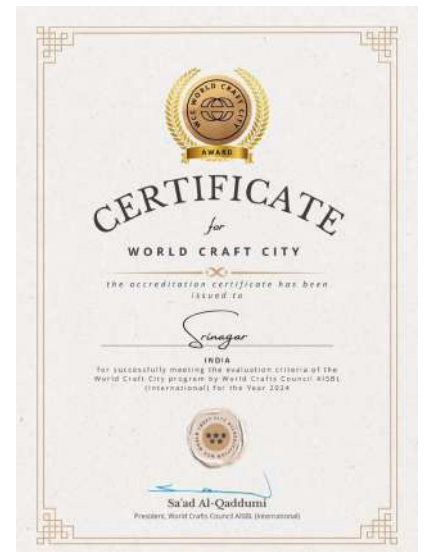 WCC WORLD CRAFT CITY
AWARD
CERTIFICATE
for
WORLD CRAFT CITY
the accreditation certificate has been
issued to
Srinagar
INDIA
for successfully meeting the evaluation criteria of the
World Craft City program by World Crafts Council AISBL
(International) for the Year 2024
Sa'ad Al-Qaddumi
President, World Crafts Council AISBL (International)